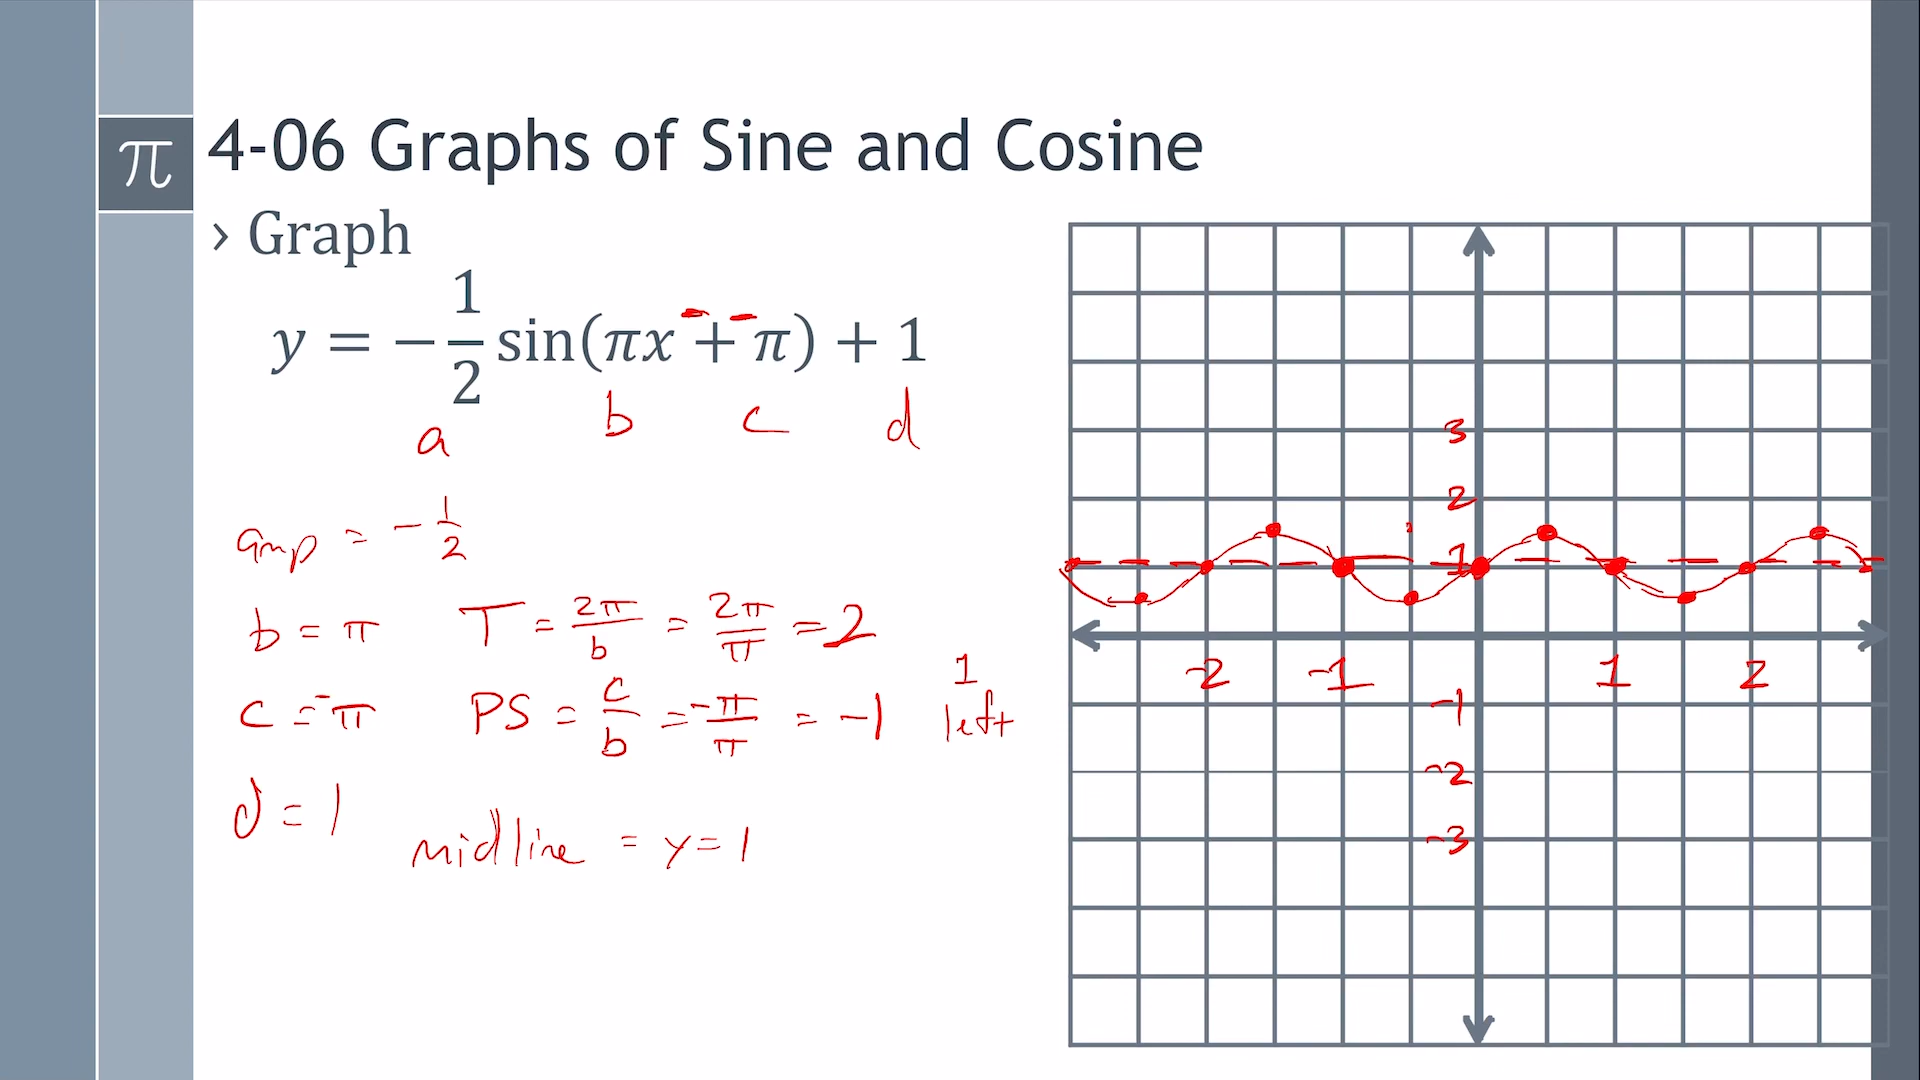 π
4-06 Graphs of Sine and Cosine
› Graph
y = -1/2 sin(πx + π) + 1
- -
a b c d
amp = - 1/2
b = π T = 2π/b = 2π/π = 2
c = -π PS = c/b = -π/π = -1 1 left
d = 1
midline = y = 1
3
2
1
-2 -1 1 2
-1
-2
-3